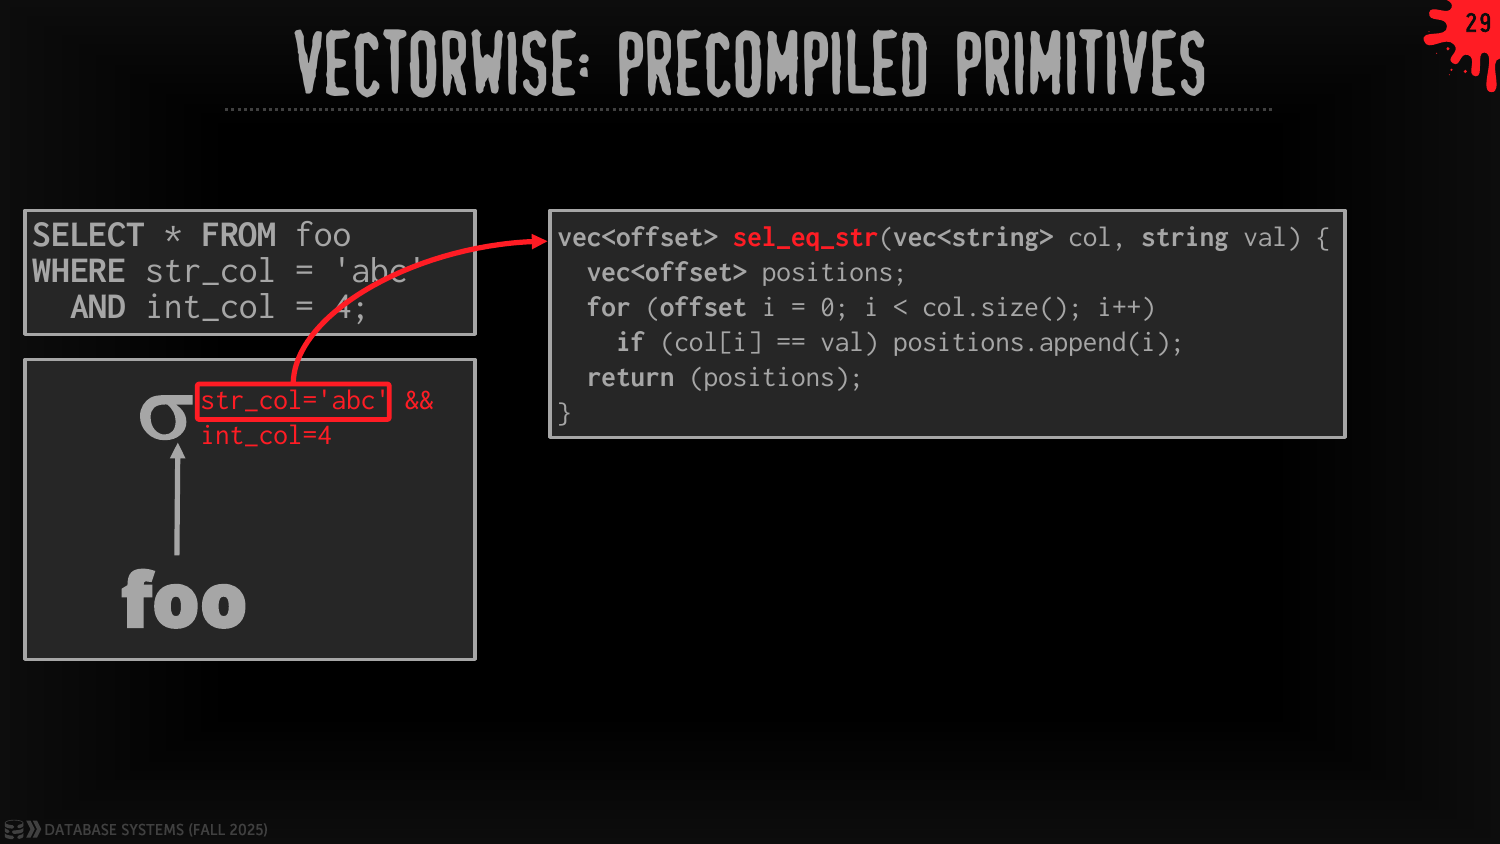 29
VECTORWISE: PRECOMPILED PRIMITIVES
SELECT * FROM foo
WHERE str_col = 'abc'
  AND int_col = 4;
σ str_col='abc' &&
int_col=4
foo
vec<offset> sel_eq_str(vec<string> col, string val) {
  vec<offset> positions;
  for (offset i = 0; i < col.size(); i++)
    if (col[i] == val) positions.append(i);
  return (positions);
}
DATABASE SYSTEMS (FALL 2025)